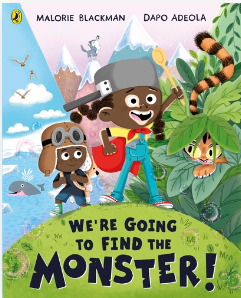 MALORIE BLACKMAN DAPO ADEOLA
WE'RE GOING
TO FIND THE
MONSTER!